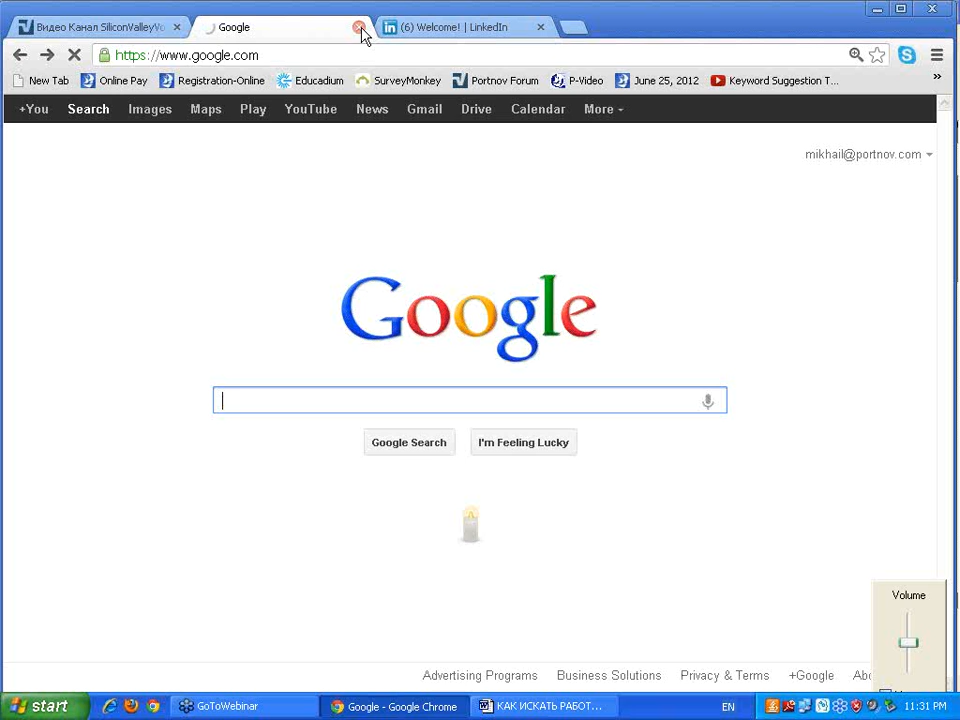 Видео Канал SiliconValleyVo
Google
(6) Welcome! | LinkedIn
https://www.google.com
New Tab
Online Pay
Registration-Online
Educadium
SurveyMonkey
Portnov Forum
P-Video
June 25, 2012
Keyword Suggestion T...
»
+You
Search
Images
Maps
Play
YouTube
News
Gmail
Drive
Calendar
More
mikhail@portnov.com
Google
Google Search
I'm Feeling Lucky
Volume
Advertising Programs
Business Solutions
Privacy & Terms
+Google
start
GoToWebinar
Google - Google Chrome
КАК ИСКАТЬ РАБОТ...
EN
11:31 PM